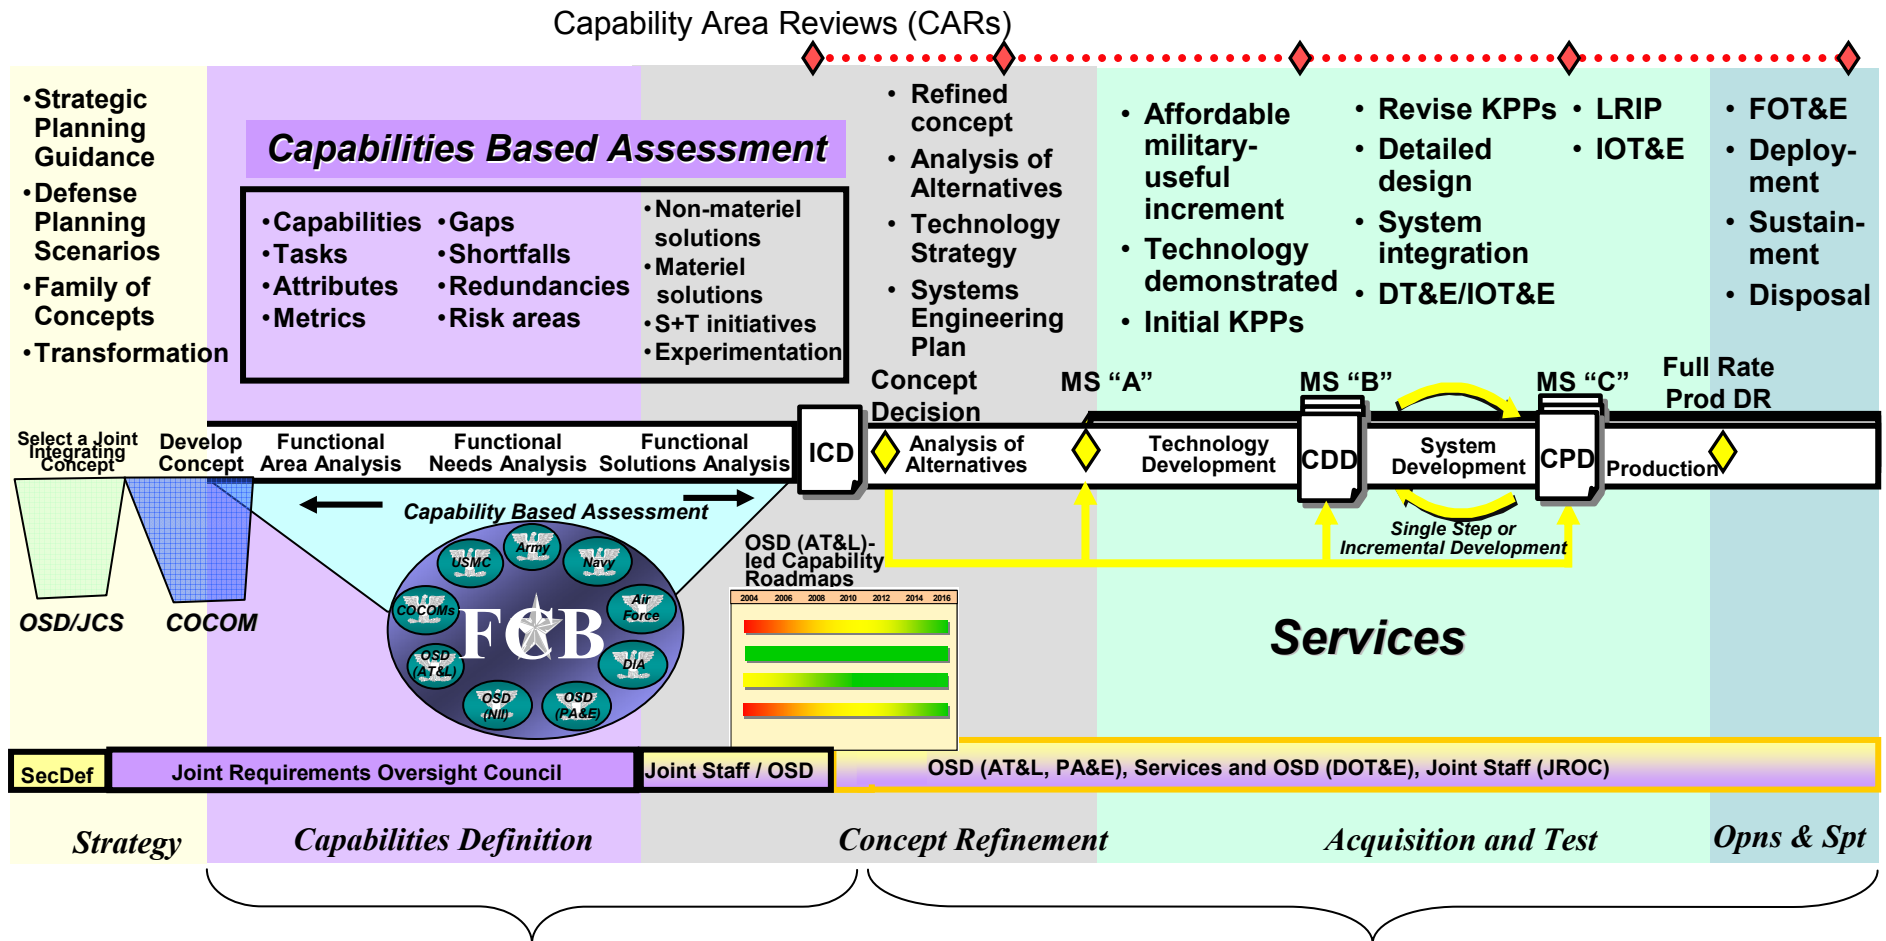 Capability Area Reviews (CARs)
•Strategic
Planning
Guidance
•Defense
Planning
Scenarios
•Family of
Concepts
•Transformation
Capabilities Based Assessment
•Capabilities
•Tasks
•Attributes
•Metrics
•Gaps
•Shortfalls
•Redundancies
•Risk areas
•Non-materiel
solutions
•Materiel
solutions
•S+T initiatives
•Experimentation
• Refined
concept
• Analysis of
Alternatives
• Technology
Strategy
• Systems
Engineering
Plan
• Affordable
military-
useful
increment
• Technology
demonstrated
• Initial KPPs
• Revise KPPs
• Detailed
design
• System
integration
• DT&E/IOT&E
• LRIP
• IOT&E
• FOT&E
• Deploy-
ment
• Sustain-
ment
• Disposal
Concept
Decision
MS “A”
MS “B”
MS “C”
Full Rate
Prod DR
Select a Joint
Integrating
Concept
Develop
Concept
Functional
Area Analysis
Functional
Needs Analysis
Functional
Solutions Analysis
ICD
Analysis of
Alternatives
Technology
Development
CDD
System
Development
CPD
Production
Capability Based Assessment
Single Step or
Incremental Development
OSD/JCS
COCOM
Army
USMC
Navy
COCOMs
Air
Force
FCB
OSD
(AT&L)
DIA
OSD
(NII)
OSD
(PA&E)
OSD (AT&L)-
led Capability
Roadmaps
2004 2006 2008 2010 2012 2014 2016
Services
SecDef
Joint Requirements Oversight Council
Joint Staff / OSD
OSD (AT&L, PA&E), Services and OSD (DOT&E), Joint Staff (JROC)
Strategy
Capabilities Definition
Concept Refinement
Acquisition and Test
Opns & Spt